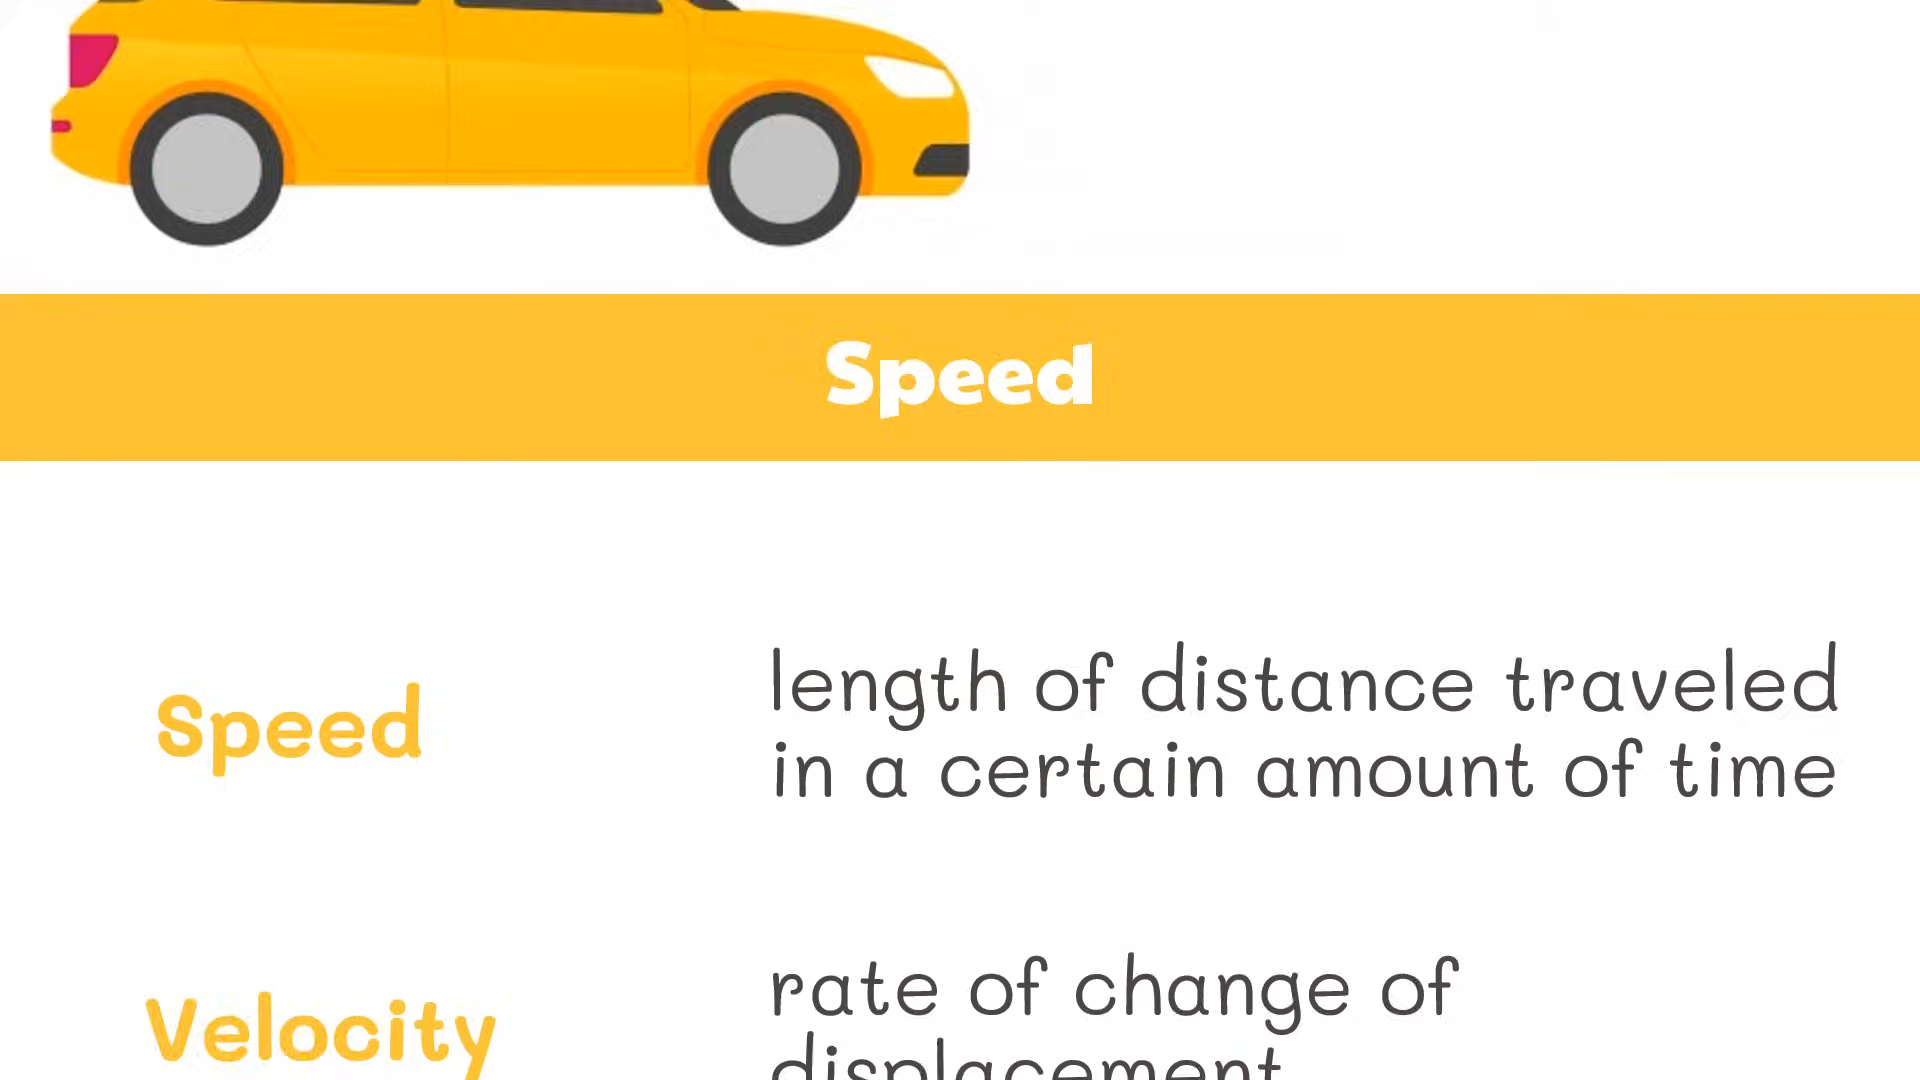 Speed
Speed
length of distance traveled
in a certain amount of time
Velocity
rate of change of
displacement